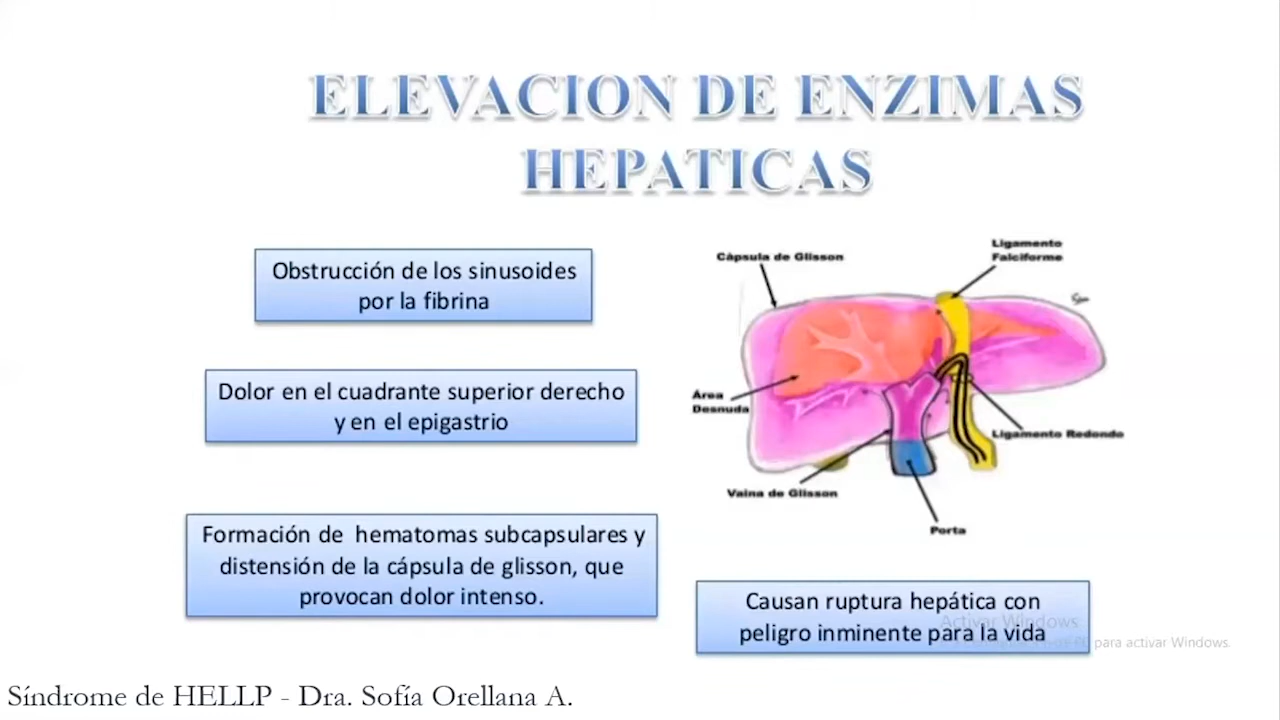 ELEVACION DE ENZIMAS
HEPATICAS
Obstrucción de los sinusoides
por la fibrina
Dolor en el cuadrante superior derecho
y en el epigastrio
Formación de hematomas subcapsulares y
distensión de la cápsula de glisson, que
provocan dolor intenso.
Cápsula de Glisson
Ligamento
Falciforme
Área
Desnuda
Ligamento Redondo
Vaina de Glisson
Porta
Causan ruptura hepática con
peligro inminente para la vida
Activar Windows
para activar Windows.
Síndrome de HELLP - Dra. Sofía Orellana A.